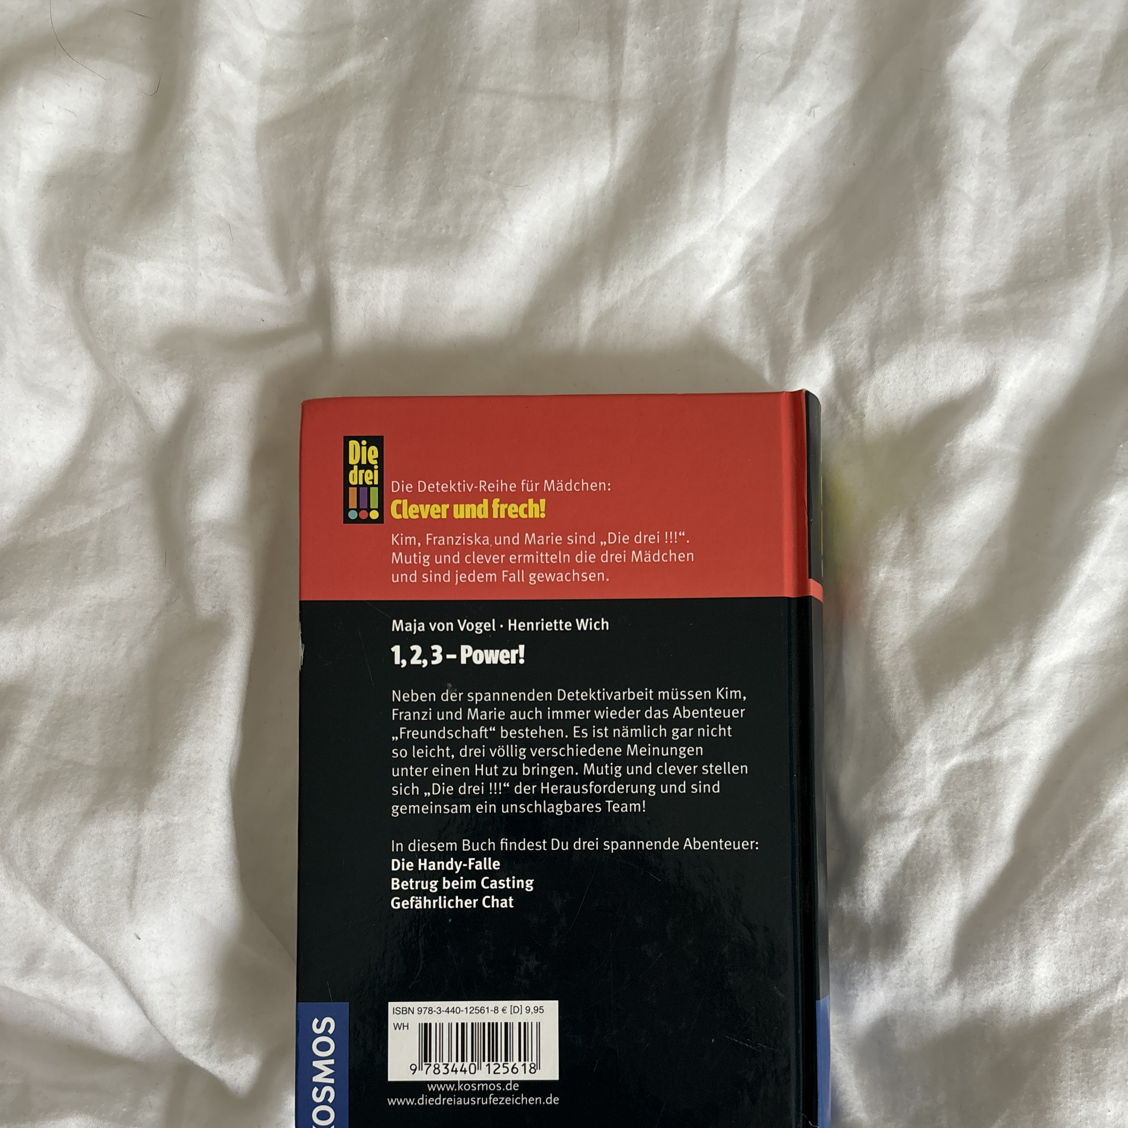 Die
drei
!!!
Die Detektiv-Reihe für Mädchen:
Clever und frech!
Kim, Franziska und Marie sind „Die drei !!!“.
Mutig und clever ermitteln die drei Mädchen
und sind jedem Fall gewachsen.
Maja von Vogel · Henriette Wich
1, 2, 3 – Power!
Neben der spannenden Detektivarbeit müssen Kim,
Franzi und Marie auch immer wieder das Abenteuer
„Freundschaft“ bestehen. Es ist nämlich gar nicht
so leicht, drei völlig verschiedene Meinungen
unter einen Hut zu bringen. Mutig und clever stellen
sich „Die drei !!!“ der Herausforderung und sind
gemeinsam ein unschlagbares Team!
In diesem Buch findest Du drei spannende Abenteuer:
Die Handy-Falle
Betrug beim Casting
Gefährlicher Chat
ISBN 978-3-440-12561-8 € [D] 9,95
WH
9 783440 125618
www.kosmos.de
www.diedreiausrufezeichen.de
KOSMOS